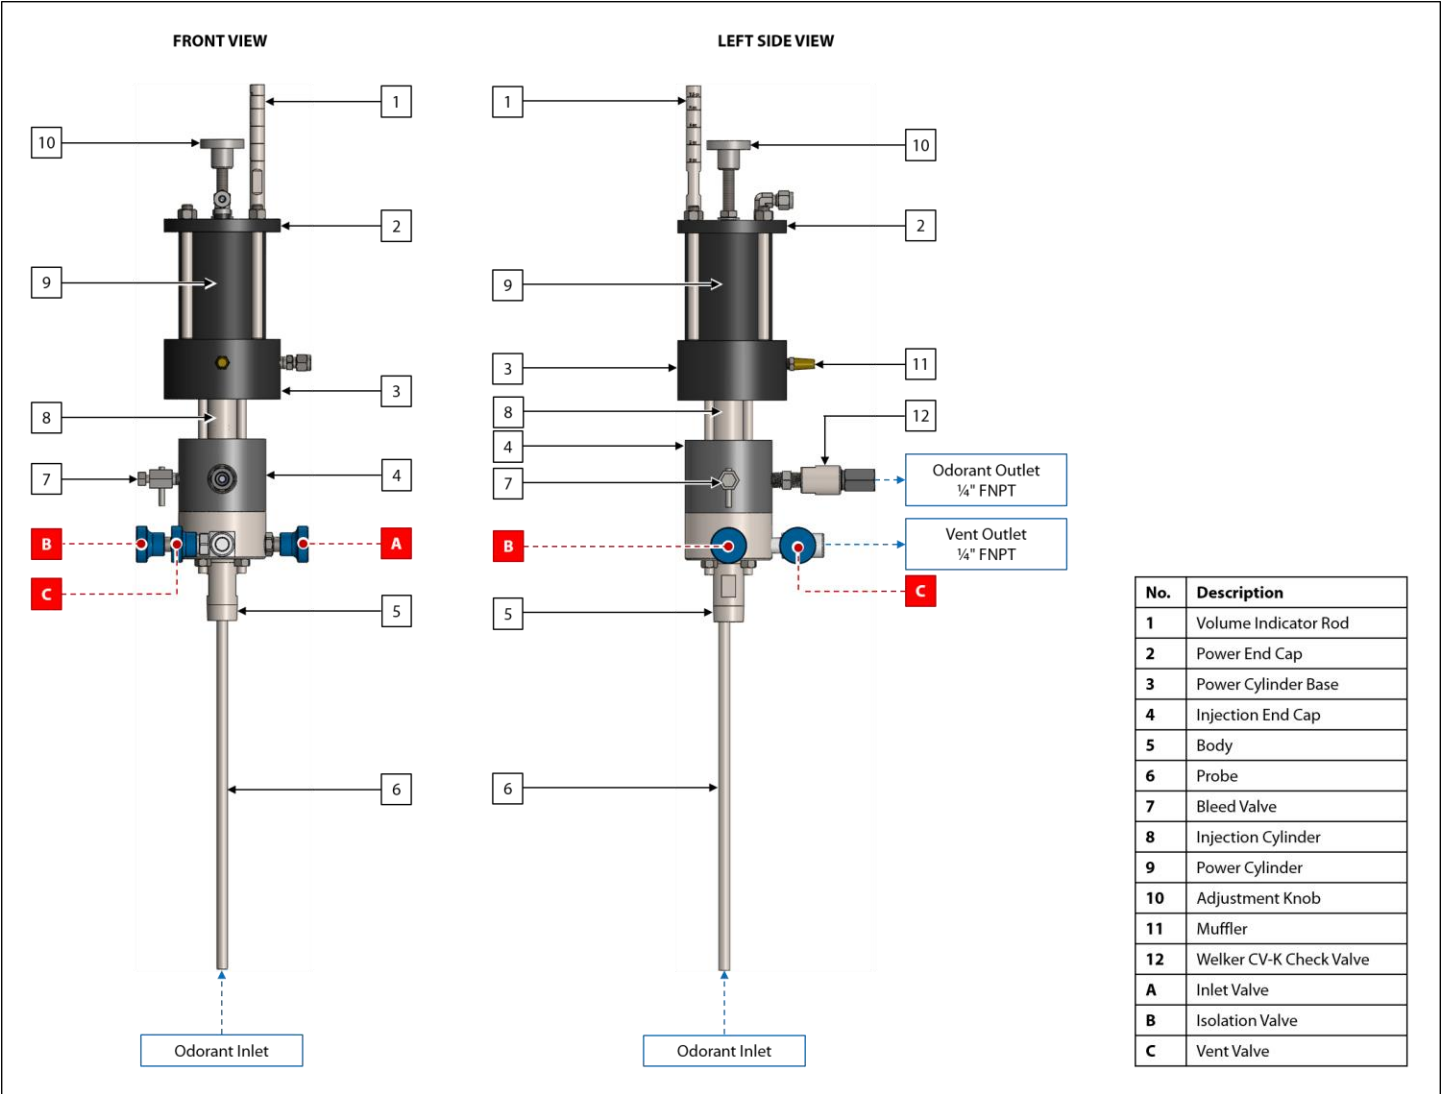 FRONT VIEW
LEFT SIDE VIEW
1
10
2
9
3
8
7
4
B
A
C
5
6
Odorant Inlet
1
10
2
9
3
11
8
12
4
7
Odorant Outlet
¼" FNPT
B
Vent Outlet
¼" FNPT
C
5
6
Odorant Inlet
No. Description
1 Volume Indicator Rod
2 Power End Cap
3 Power Cylinder Base
4 Injection End Cap
5 Body
6 Probe
7 Bleed Valve
8 Injection Cylinder
9 Power Cylinder
10 Adjustment Knob
11 Muffler
12 Welker CV-K Check Valve
A Inlet Valve
B Isolation Valve
C Vent Valve